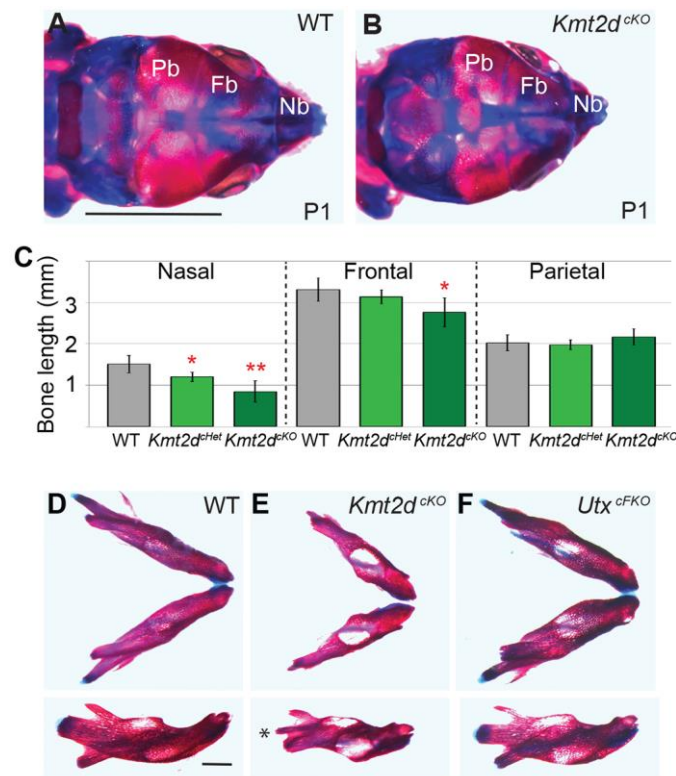 A WT
Pb
Fb
Nb
P1
B Kmt2d cKO
Pb
Fb
Nb
P1
C
Nasal Frontal Parietal
Bone length (mm)
3
2
1
* ** *
WT Kmt2d cHet Kmt2d cKO WT Kmt2d cHet Kmt2d cKO WT Kmt2d cHet Kmt2d cKO
D WT
E Kmt2d cKO
F Utx cFKO
*